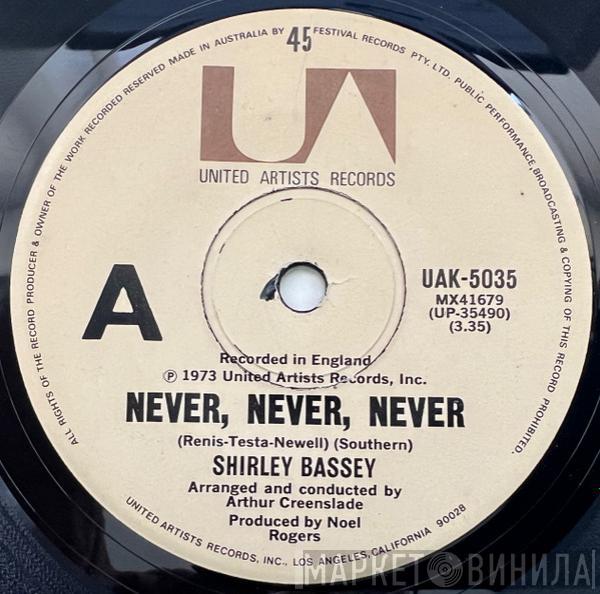 ALL RIGHTS OF THE RECORD PRODUCER & OWNER OF THE WORK RECORDED RESERVED MADE IN AUSTRALIA BY FESTIVAL RECORDS PTY. LTD. PUBLIC PERFORMANCE, BROADCASTING & COPYING OF THIS RECORD PROHIBITED.
45
UA
UNITED ARTISTS RECORDS
A
UAK-5035
MX41679
(UP-35490)
(3.35)
Recorded in England
℗ 1973 United Artists Records, Inc.
NEVER, NEVER, NEVER
(Renis-Testa-Newell) (Southern)
SHIRLEY BASSEY
Arranged and conducted by
Arthur Creenslade
Produced by Noel
Rogers
UNITED ARTISTS RECORDS, INC., LOS ANGELES, CALIFORNIA 90028
МАРКЕТ ВИНИЛА